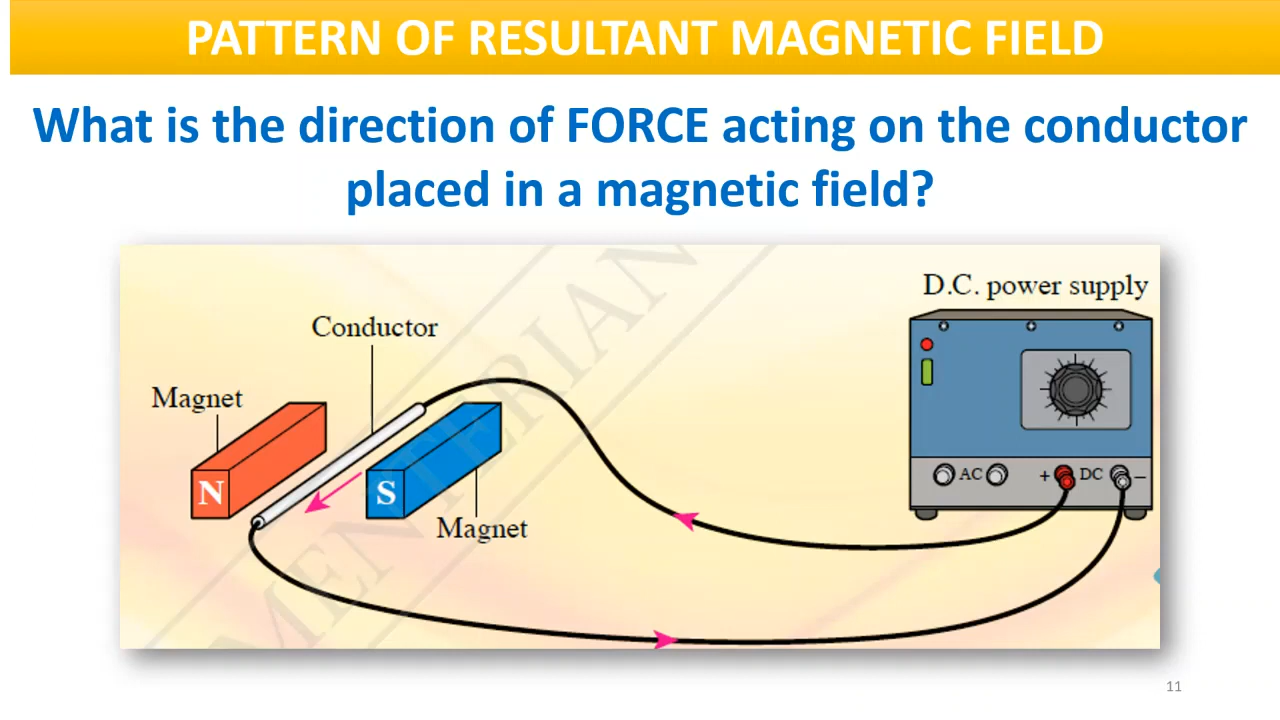 PATTERN OF RESULTANT MAGNETIC FIELD
What is the direction of FORCE acting on the conductor
placed in a magnetic field?
D.C. power supply
Conductor
Magnet
N
S
Magnet
AC
+
DC
–
11